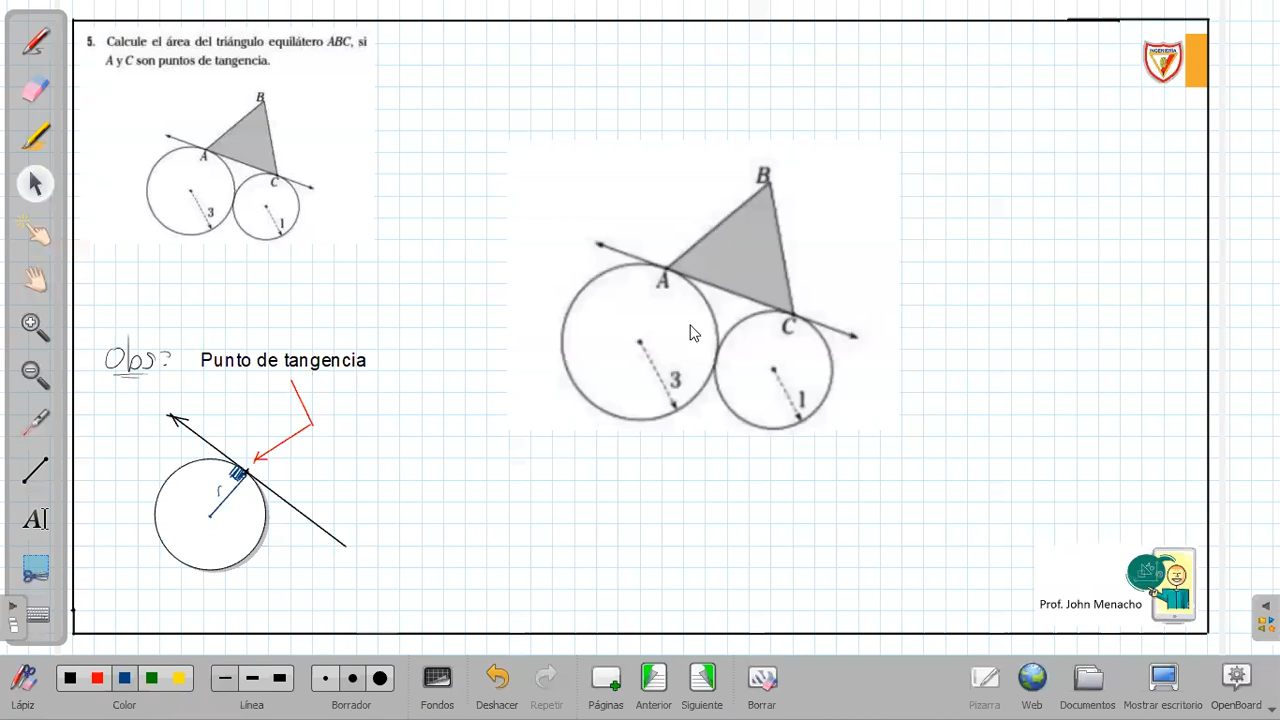 5. Calcule el área del triángulo equilátero ABC, si
A y C son puntos de tangencia.
B
A
C
3
1
INGENIERÍA
B
A
C
3
1
Obs: Punto de tangencia
r
Prof. John Menacho
A
Lápiz
Color
Línea
Borrador
Fondos
Deshacer
Repetir
Páginas
Anterior
Siguiente
Borrar
Pizarra
Web
Documentos
Mostrar escritorio
OpenBoard